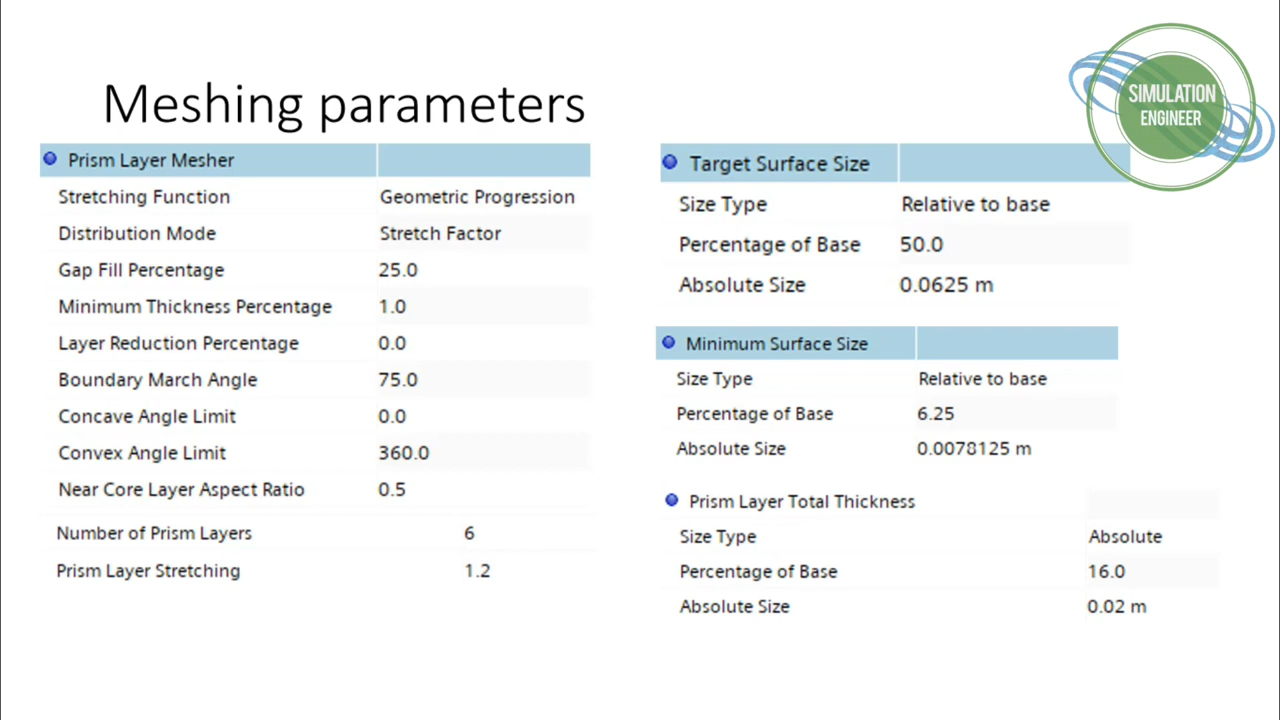 Meshing parameters
SIMULATION
ENGINEER
Prism Layer Mesher
Stretching Function Geometric Progression
Distribution Mode Stretch Factor
Gap Fill Percentage 25.0
Minimum Thickness Percentage 1.0
Layer Reduction Percentage 0.0
Boundary March Angle 75.0
Concave Angle Limit 0.0
Convex Angle Limit 360.0
Near Core Layer Aspect Ratio 0.5
Number of Prism Layers 6
Prism Layer Stretching 1.2
Target Surface Size
Size Type Relative to base
Percentage of Base 50.0
Absolute Size 0.0625 m
Minimum Surface Size
Size Type Relative to base
Percentage of Base 6.25
Absolute Size 0.0078125 m
Prism Layer Total Thickness
Size Type Absolute
Percentage of Base 16.0
Absolute Size 0.02 m